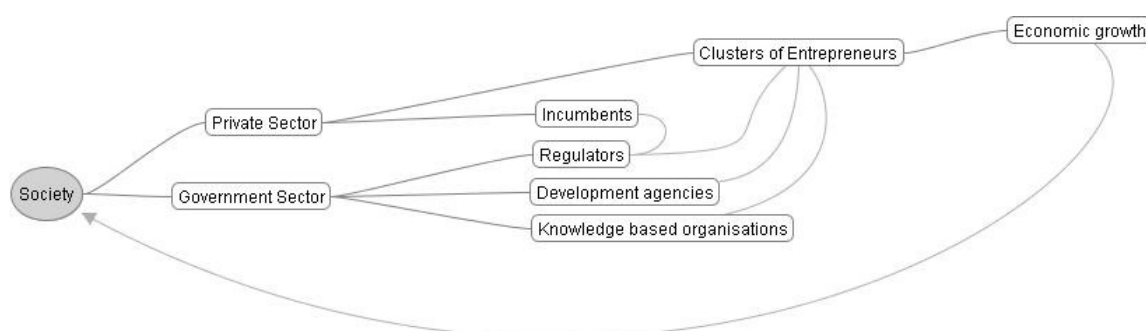 Economic growth
Clusters of Entrepreneurs
Incumbents
Private Sector
Regulators
Society
Government Sector
Development agencies
Knowledge based organisations